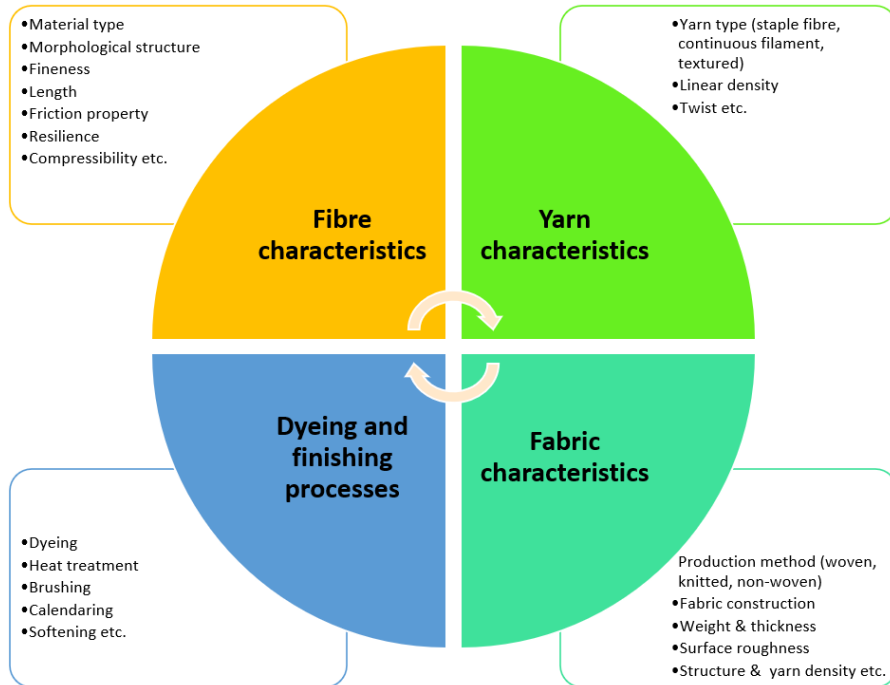 •Material type
•Morphological structure
•Fineness
•Length
•Friction property
•Resilience
•Compressibility etc.
•Yarn type (staple fibre,
continuous filament,
textured)
•Linear density
•Twist etc.
Fibre
characteristics
Yarn
characteristics
Dyeing and
finishing
processes
Fabric
characteristics
•Dyeing
•Heat treatment
•Brushing
•Calendaring
•Softening etc.
Production method (woven,
knitted, non-woven)
•Fabric construction
•Weight & thickness
•Surface roughness
•Structure & yarn density etc.